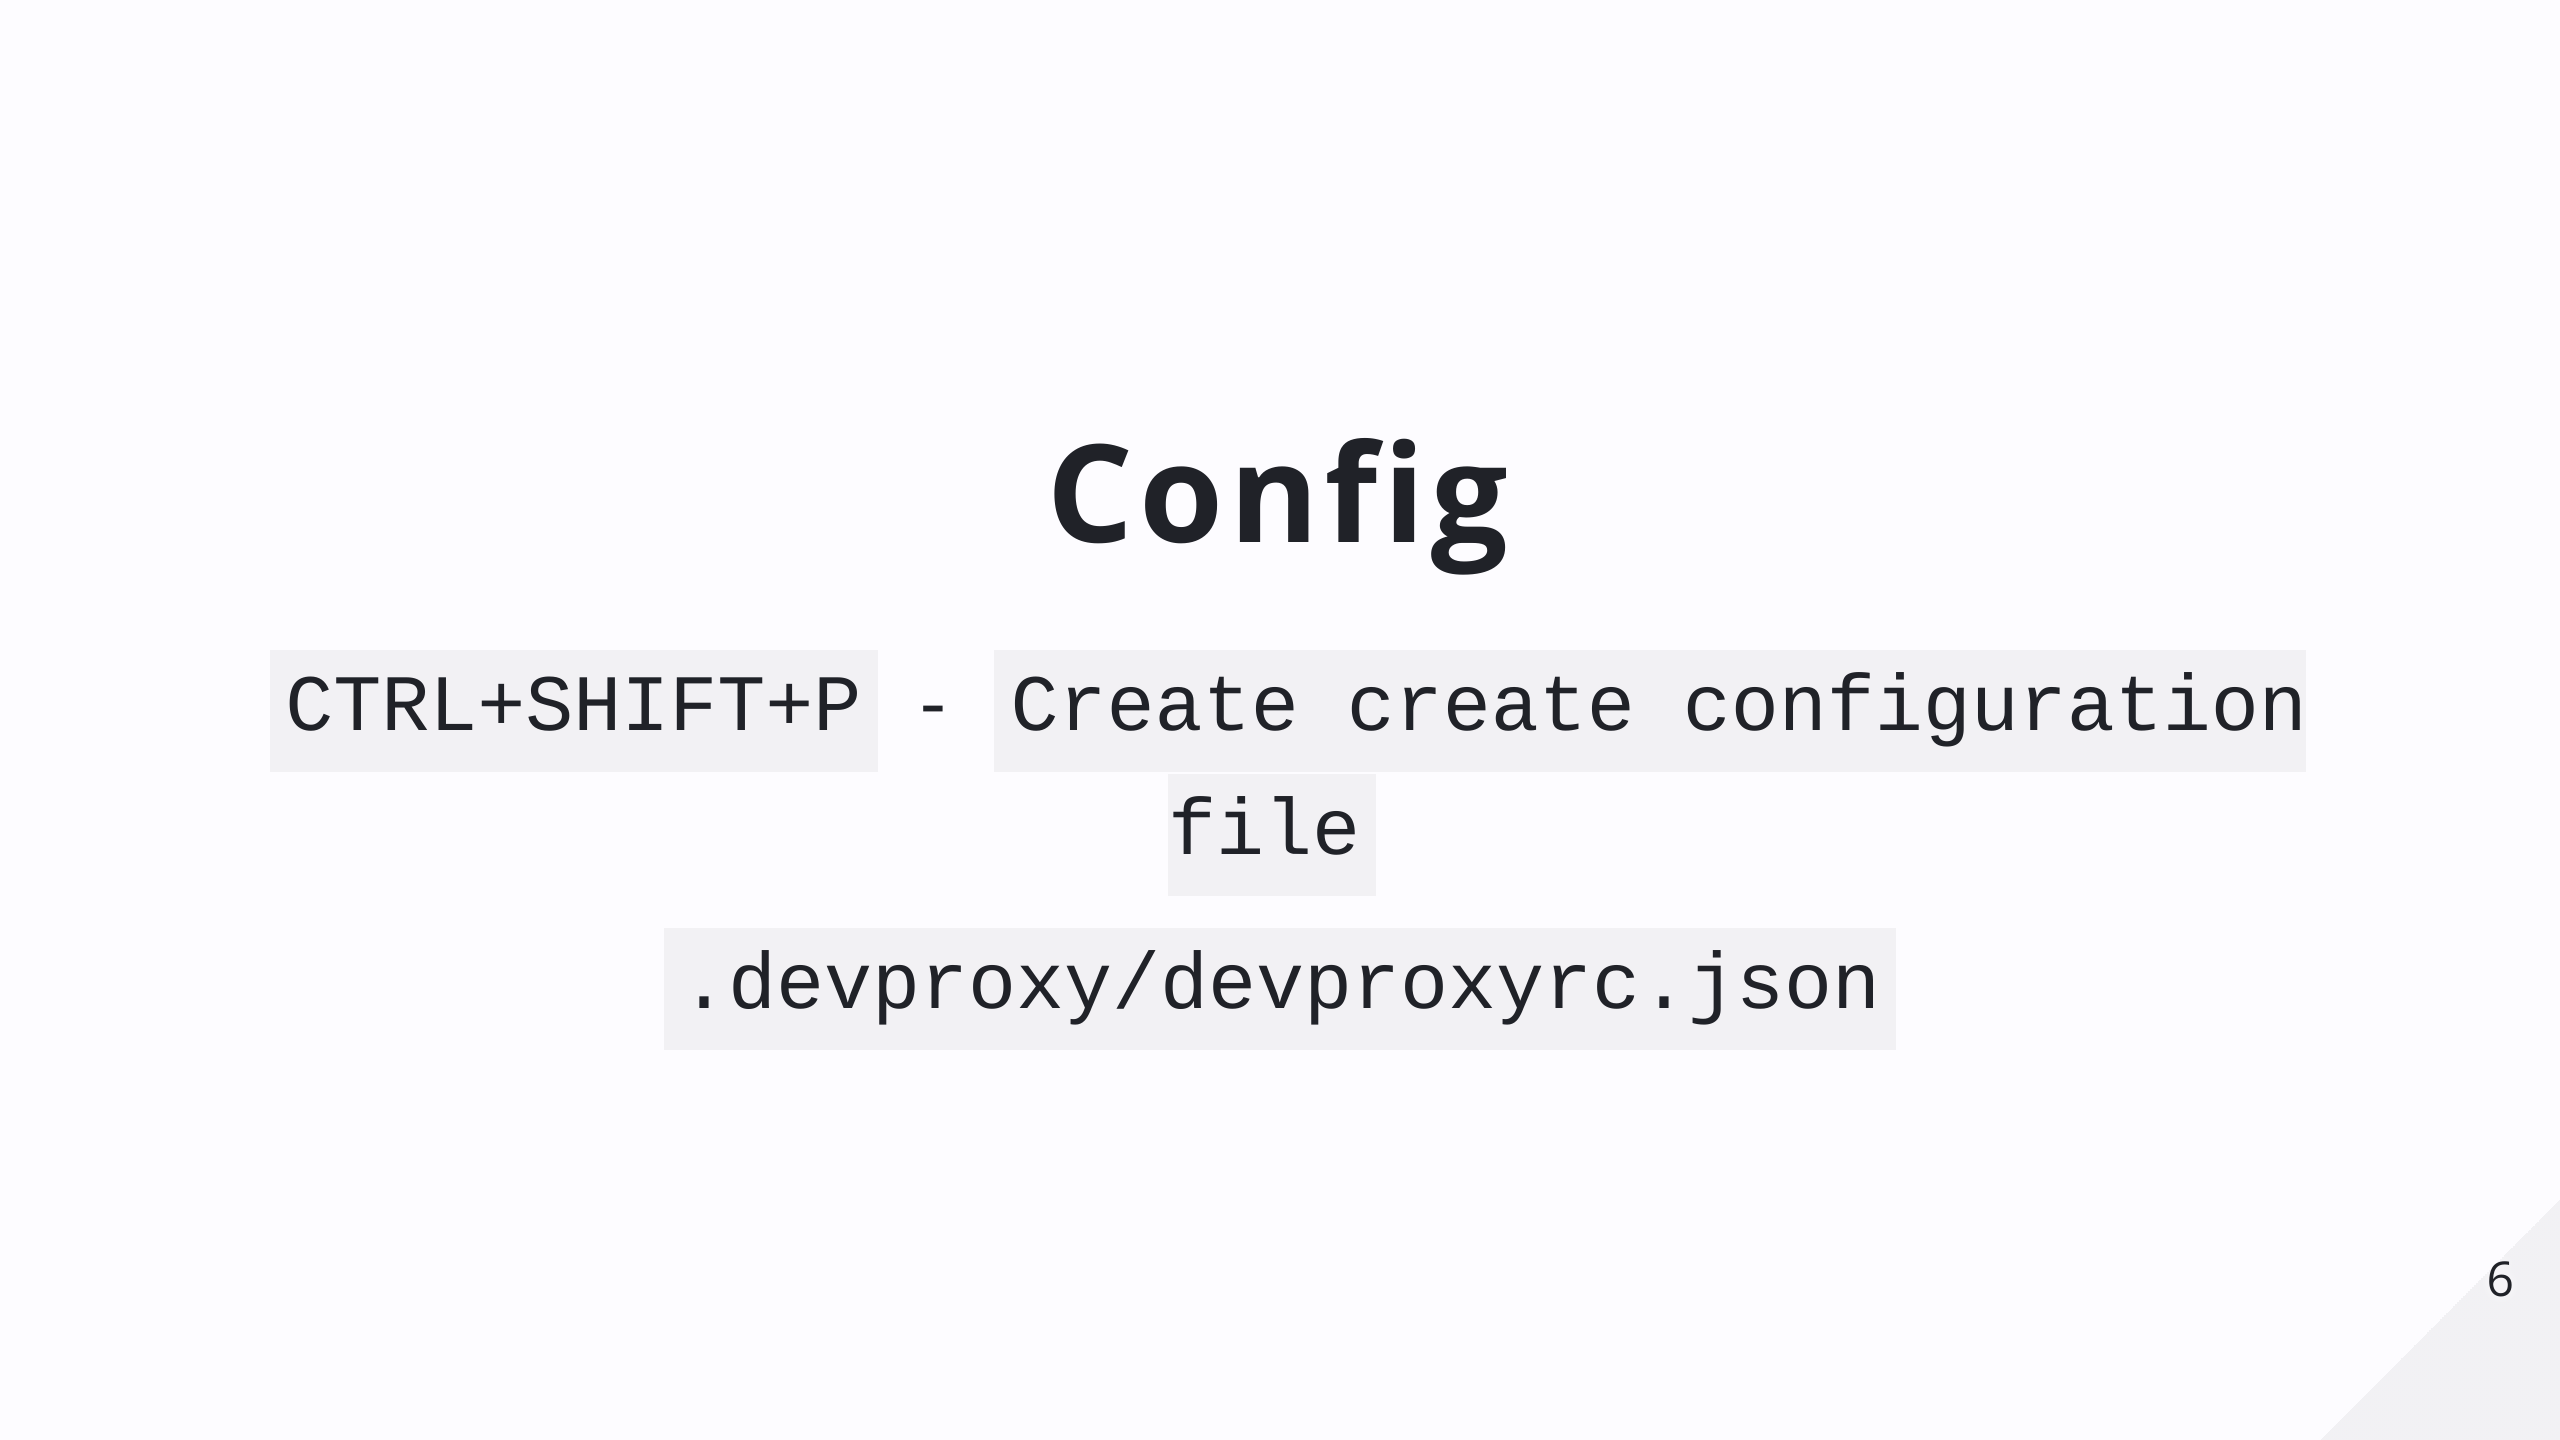 Config
CTRL+SHIFT+P - Create create configuration
file
.devproxy/devproxyrc.json
6